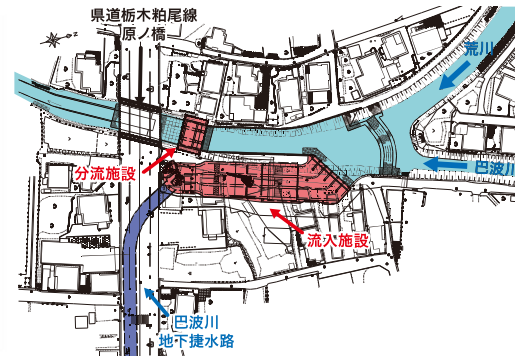 県道栃木粕尾線
原ノ橋
荒川
巴波川
分流施設
流入施設
巴波川
地下捷水路